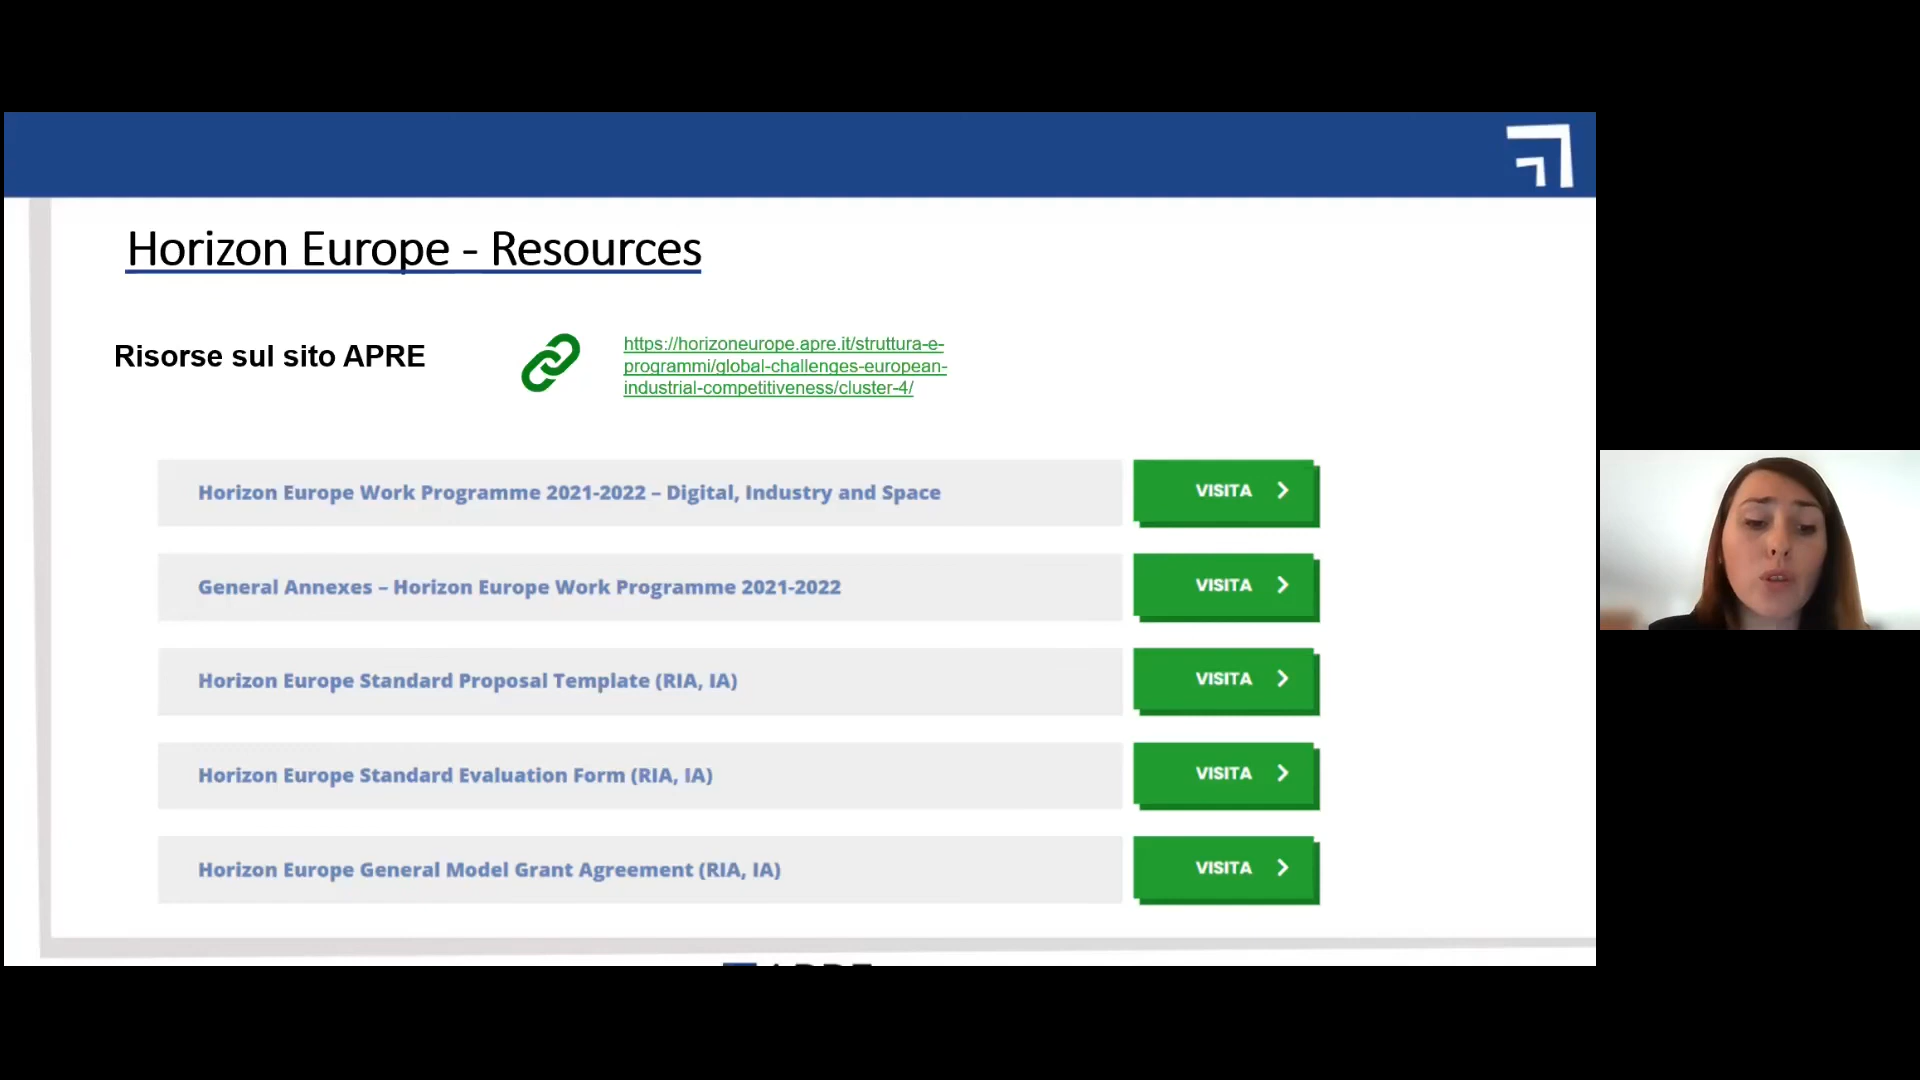 Horizon Europe - Resources
Risorse sul sito APRE
https://horizoneurope.apre.it/struttura-e-
programmi/global-challenges-european-
industrial-competitiveness/cluster-4/
Horizon Europe Work Programme 2021-2022 – Digital, Industry and Space
VISITA
General Annexes – Horizon Europe Work Programme 2021-2022
VISITA
Horizon Europe Standard Proposal Template (RIA, IA)
VISITA
Horizon Europe Standard Evaluation Form (RIA, IA)
VISITA
Horizon Europe General Model Grant Agreement (RIA, IA)
VISITA